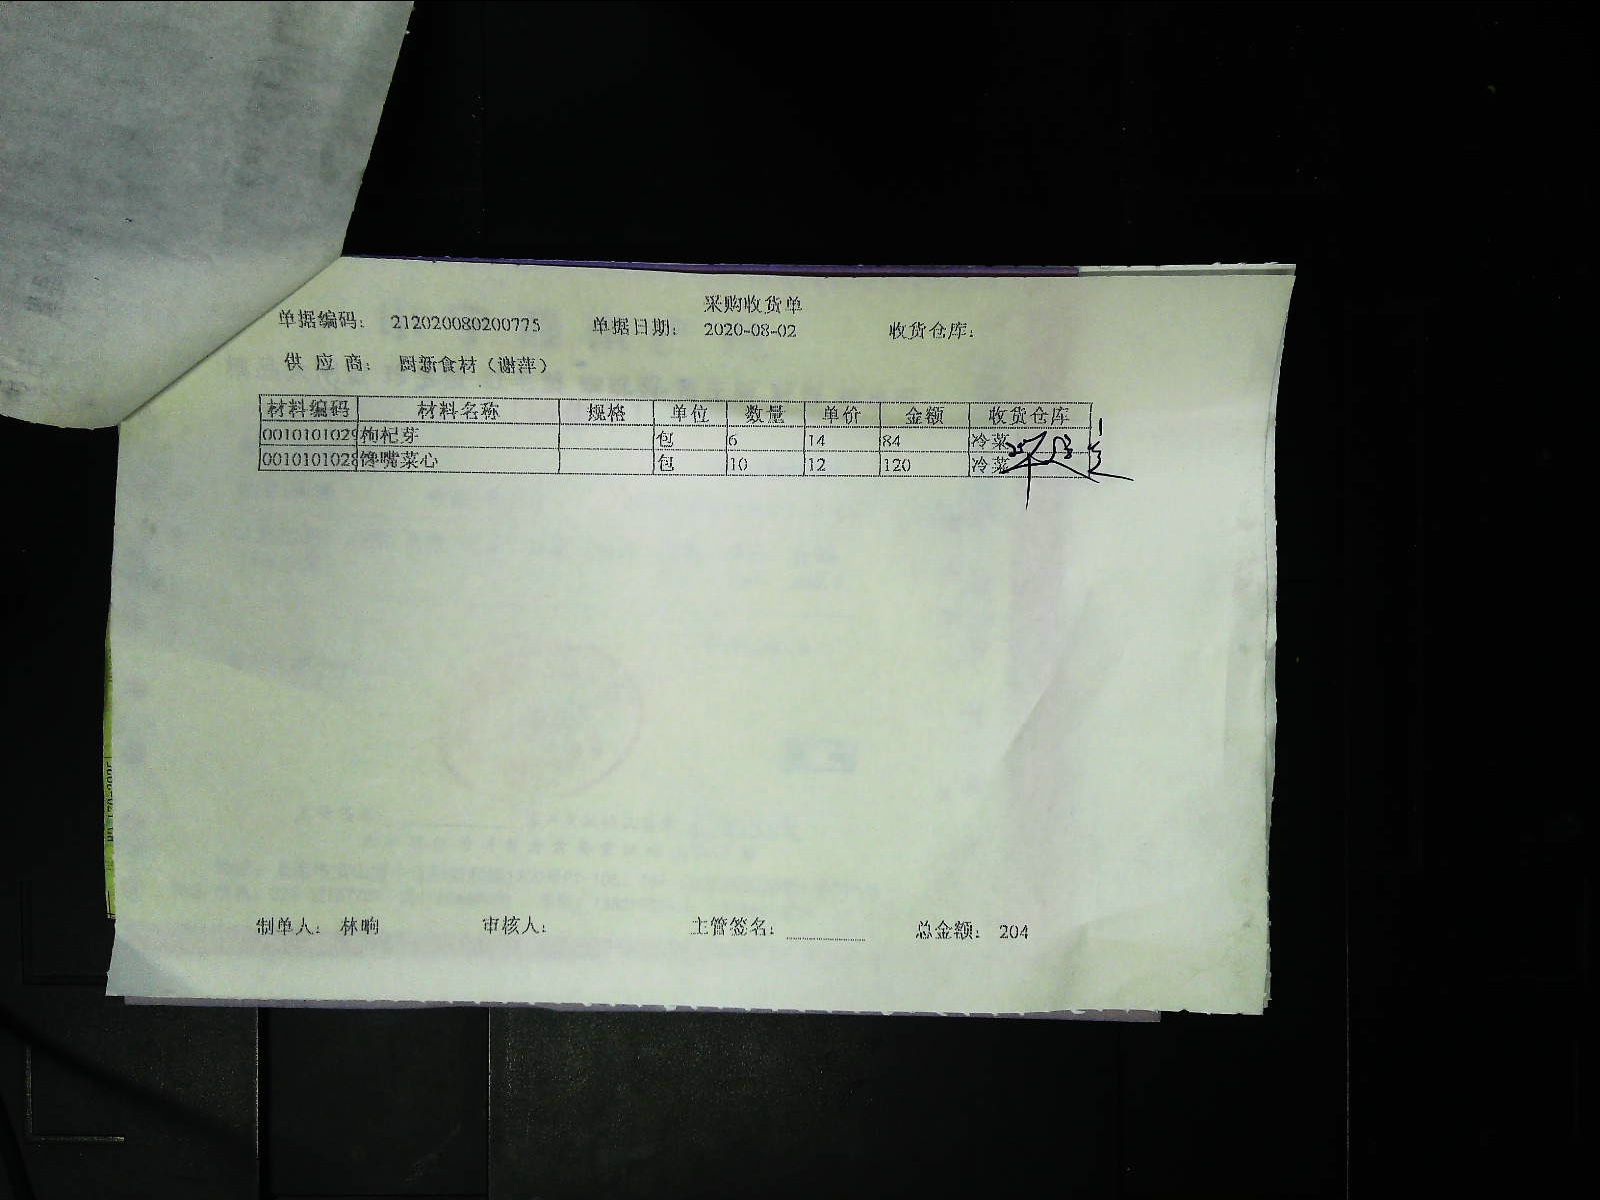 采购收货单
单据编码： 212020080200775 单据日期： 2020-08-02 收货仓库：
供 应 商： 厨新食材（谢萍）
材料编码 材料名称 规格 单位 数量 单价 金额 收货仓库
0010101029 枸杞芽 包 6 14 84 冷菜
0010101028 馋嘴菜心 包 10 12 120 冷菜
制单人： 林晌 审核人： 主管签名： 总金额： 204